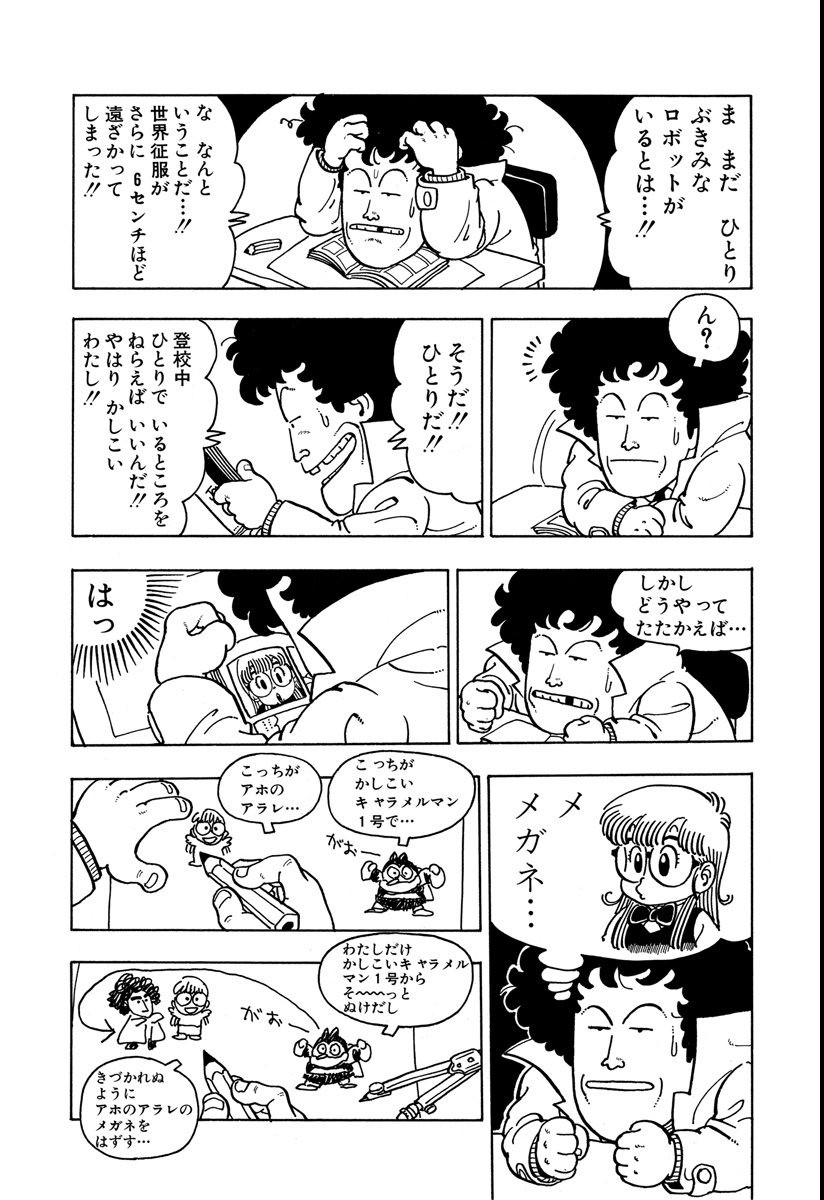 ま　まだ　ひとり
ぶきみな
ロボットが
いるとは…!!
な　なんと
いうことだ…!!
世界征服が
さらに　6センチほど
遠ざかって
しまった!!
ん?
そうだ!!
ひとりだ!!
登校中
ひとりで　いるところを
ねらえば　いいんだ!!
やはり　かしこい
わたし!!
しかし
どうやって
たたかえば…
はっ
メ
メガネ…
こっちが
かしこい
キャラメルマン
1号で…
こっちが
アホの
アラレ…
がおー
わたしだけ
かしこいキャラメル
マン1号から
そ〜〜〜っと
ぬけだし
がおー
きづかれぬ
ように
アホのアラレの
メガネを
はずす…